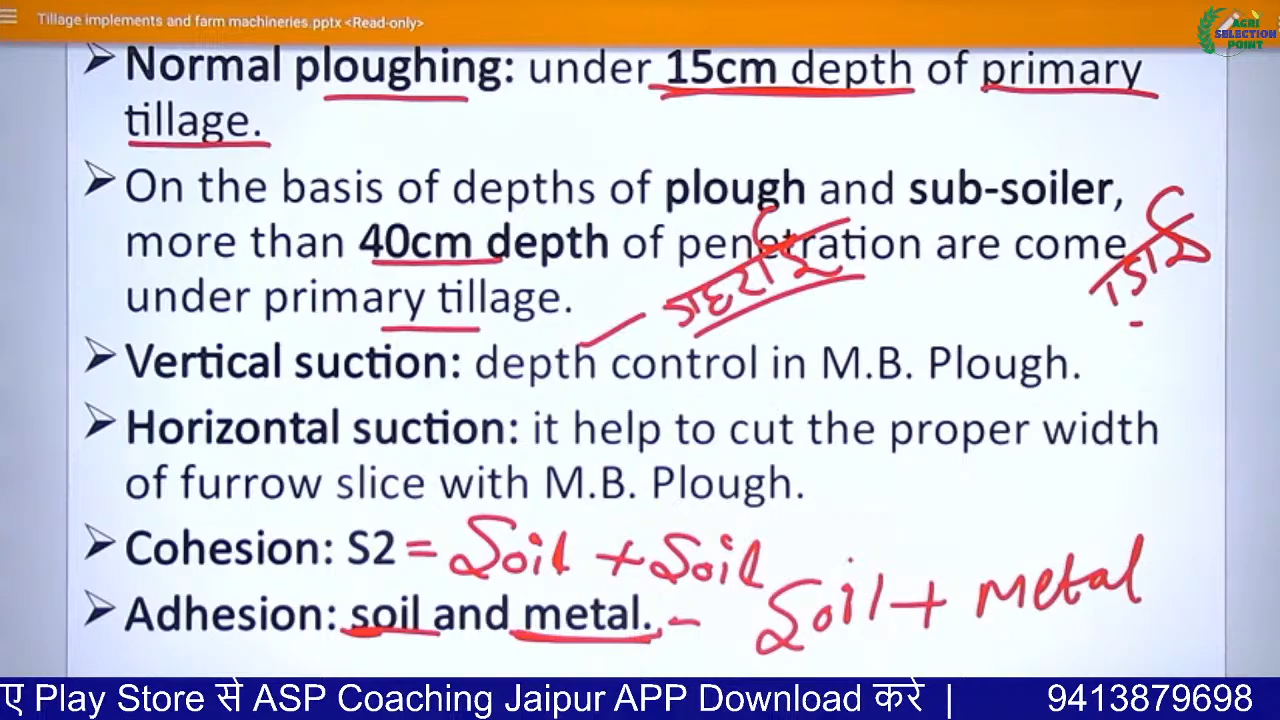 Tillage implements and farm machineries.pptx <Read-only>
AGRI
SELECTION
POINT
➢ Normal ploughing: under 15cm depth of primary
tillage.
➢ On the basis of depths of plough and sub-soiler,
more than 40cm depth of penetration are come
under primary tillage.
गहराई
➢ Vertical suction: depth control in M.B. Plough.
➢ Horizontal suction: it help to cut the proper width
of furrow slice with M.B. Plough.
➢ Cohesion: S2 = Soil + Soil
➢ Adhesion: soil and metal. - Soil + Metal
ए Play Store से ASP Coaching Jaipur APP Download करे | 9413879698